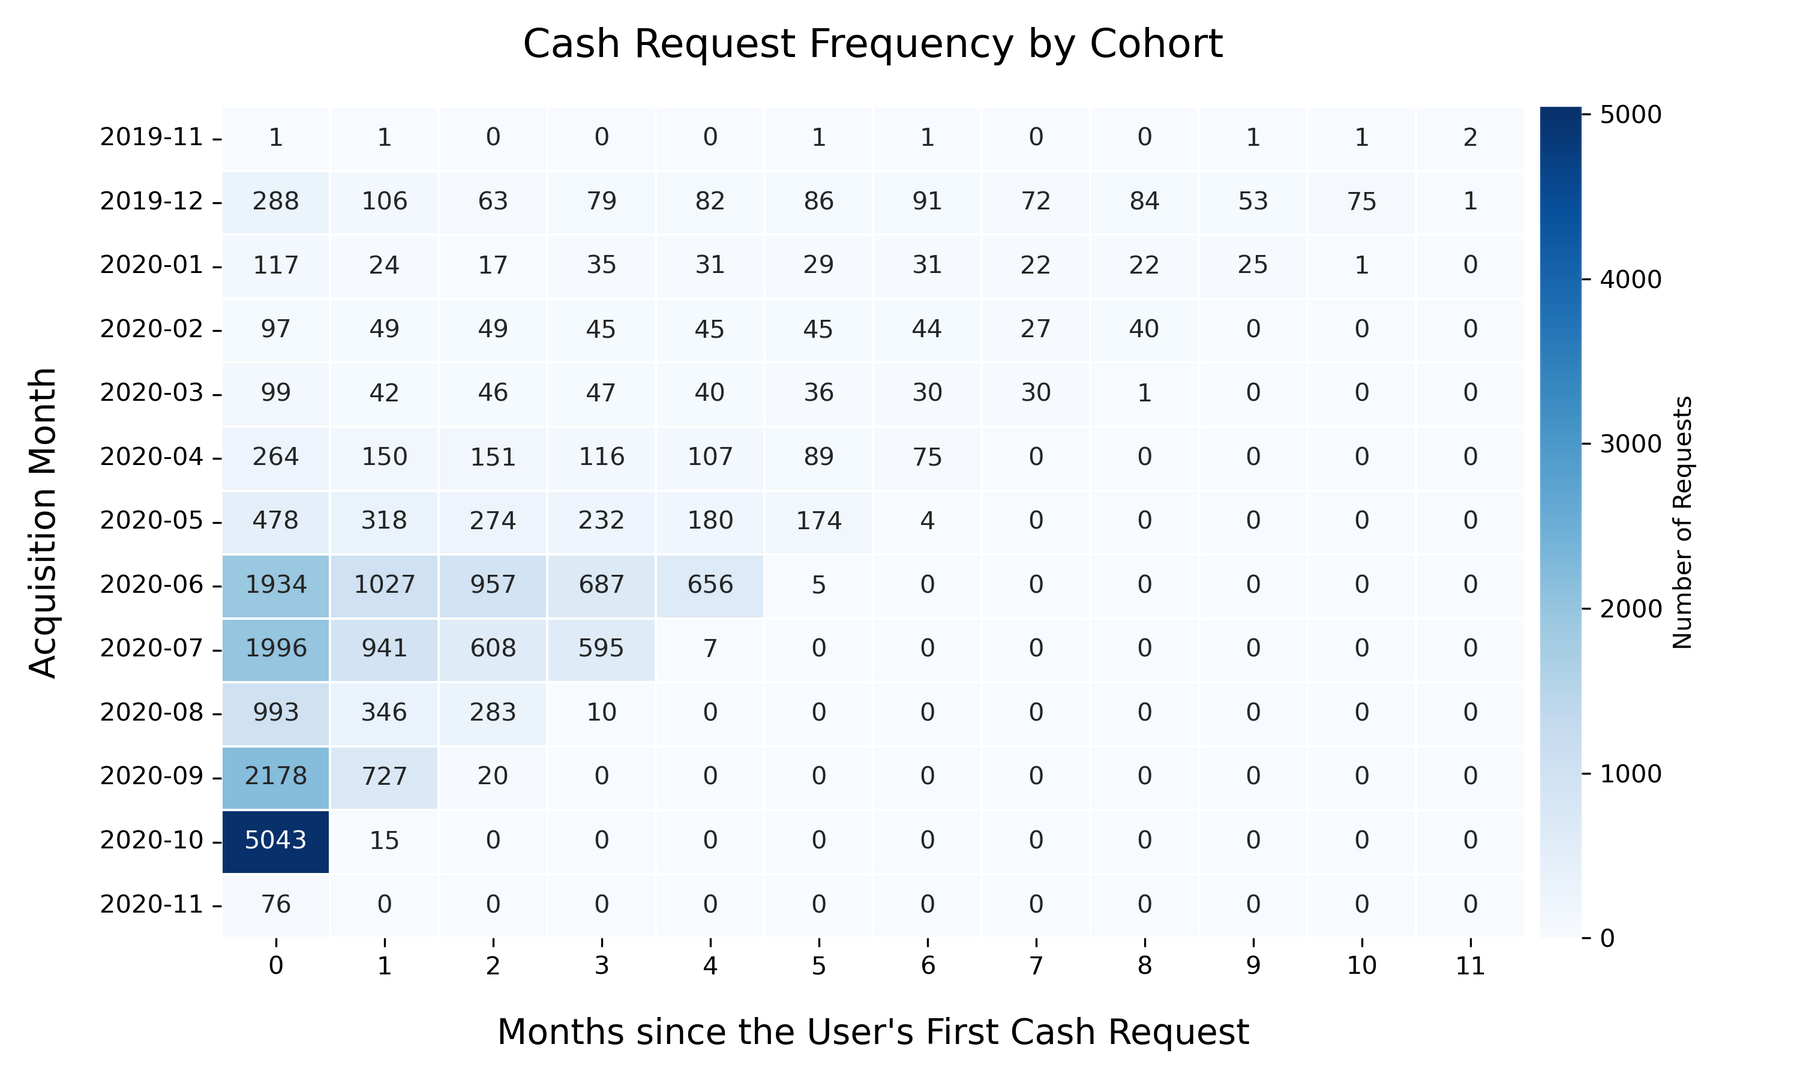 Cash Request Frequency by Cohort
2019-11 1 1 0 0 0 1 1 0 0 1 1 2
2019-12 288 106 63 79 82 86 91 72 84 53 75 1
2020-01 117 24 17 35 31 29 31 22 22 25 1 0
2020-02 97 49 49 45 45 45 44 27 40 0 0 0
2020-03 99 42 46 47 40 36 30 30 1 0 0 0
2020-04 264 150 151 116 107 89 75 0 0 0 0 0
2020-05 478 318 274 232 180 174 4 0 0 0 0 0
2020-06 1934 1027 957 687 656 5 0 0 0 0 0 0
2020-07 1996 941 608 595 7 0 0 0 0 0 0 0
2020-08 993 346 283 10 0 0 0 0 0 0 0 0
2020-09 2178 727 20 0 0 0 0 0 0 0 0 0
2020-10 5043 15 0 0 0 0 0 0 0 0 0 0
2020-11 76 0 0 0 0 0 0 0 0 0 0 0
0 1 2 3 4 5 6 7 8 9 10 11
Months since the User's First Cash Request
Acquisition Month
5000
4000
3000
2000
1000
0
Number of Requests